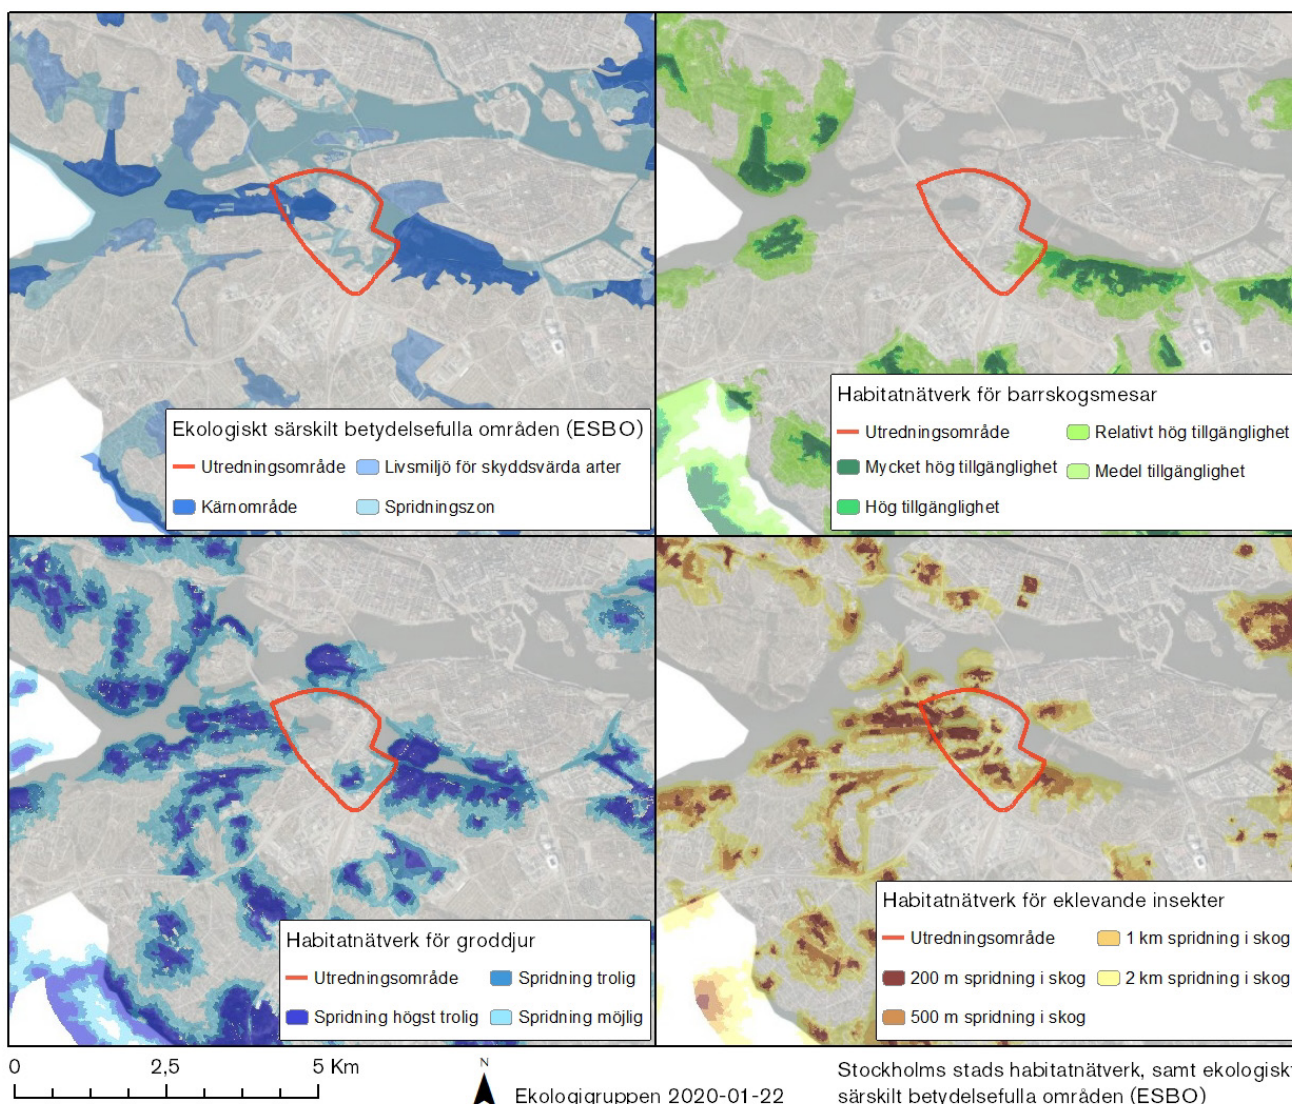 Ekologiskt särskilt betydelsefulla områden (ESBO)
Utredningsområde
Livsmiljö för skyddsvärda arter
Kärnområde
Spridningszon
Habitatnätverk för barrskogsmesar
Utredningsområde
Relativt hög tillgänglighet
Mycket hög tillgänglighet
Medel tillgänglighet
Hög tillgänglighet
Habitatnätverk för groddjur
Utredningsområde
Spridning trolig
Spridning högst trolig
Spridning möjlig
Habitatnätverk för eklevande insekter
Utredningsområde
1 km spridning i skog
200 m spridning i skog
2 km spridning i skog
500 m spridning i skog
0 2,5 5 Km
N
Ekologigruppen 2020-01-22
Stockholms stads habitatnätverk, samt ekologiskt
särskilt betydelsefulla områden (ESBO)